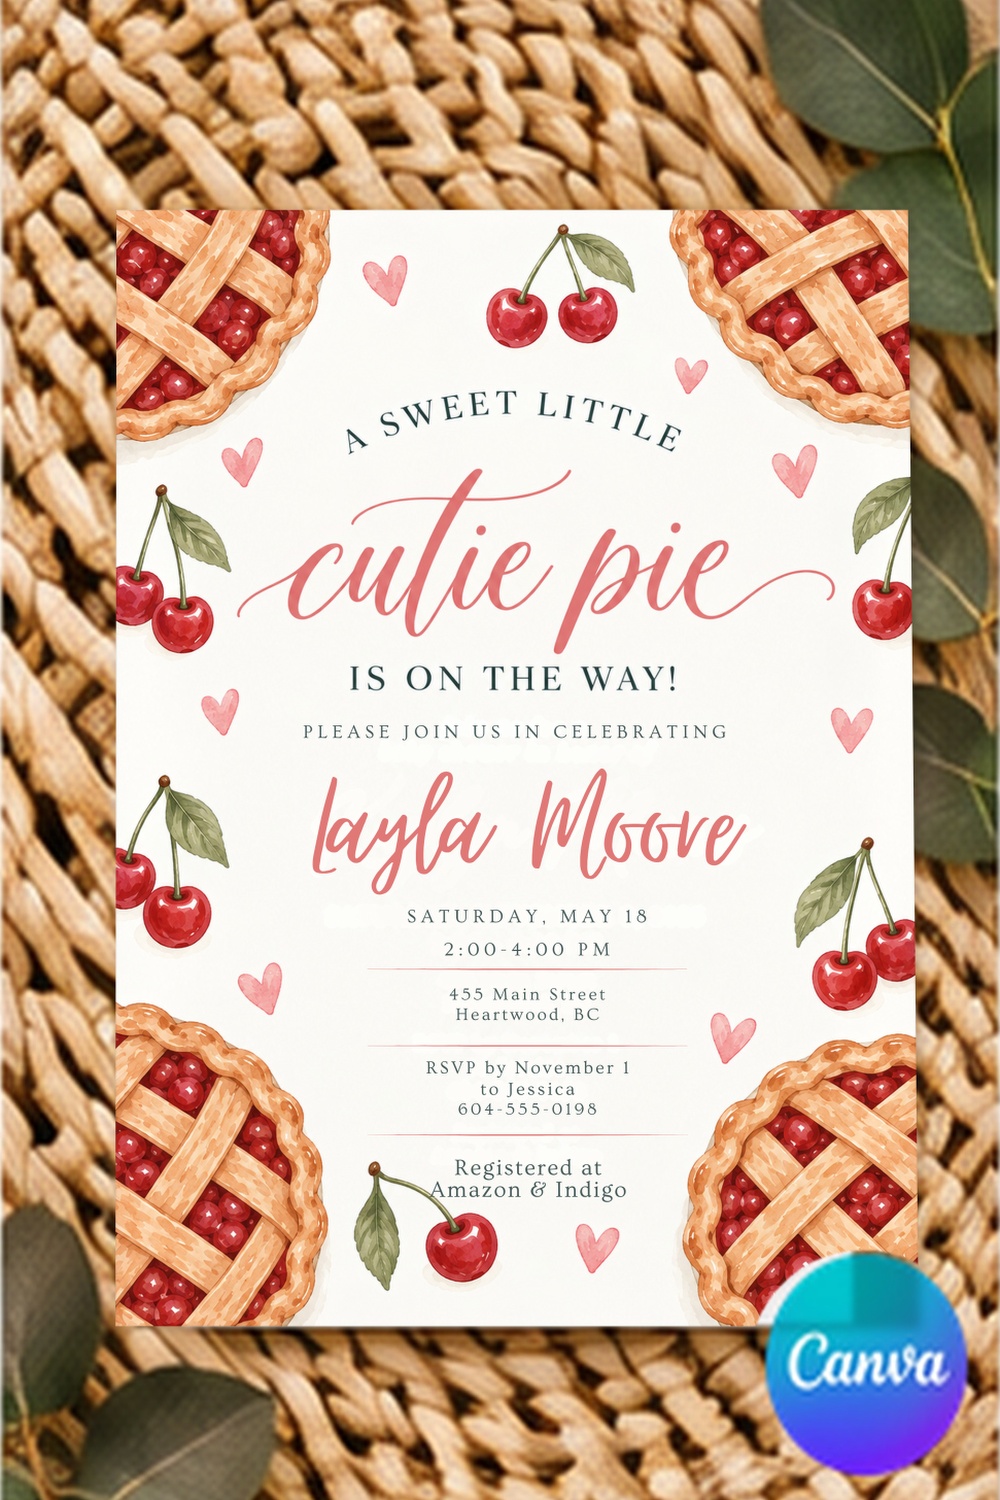 A SWEET LITTLE
cutie pie
IS ON THE WAY!
PLEASE JOIN US IN CELEBRATING
Layla Moore
SATURDAY, MAY 18
2:00-4:00 PM
455 Main Street
Heartwood, BC
RSVP by November 1
to Jessica
604-555-0198
Registered at
Amazon & Indigo
Canva